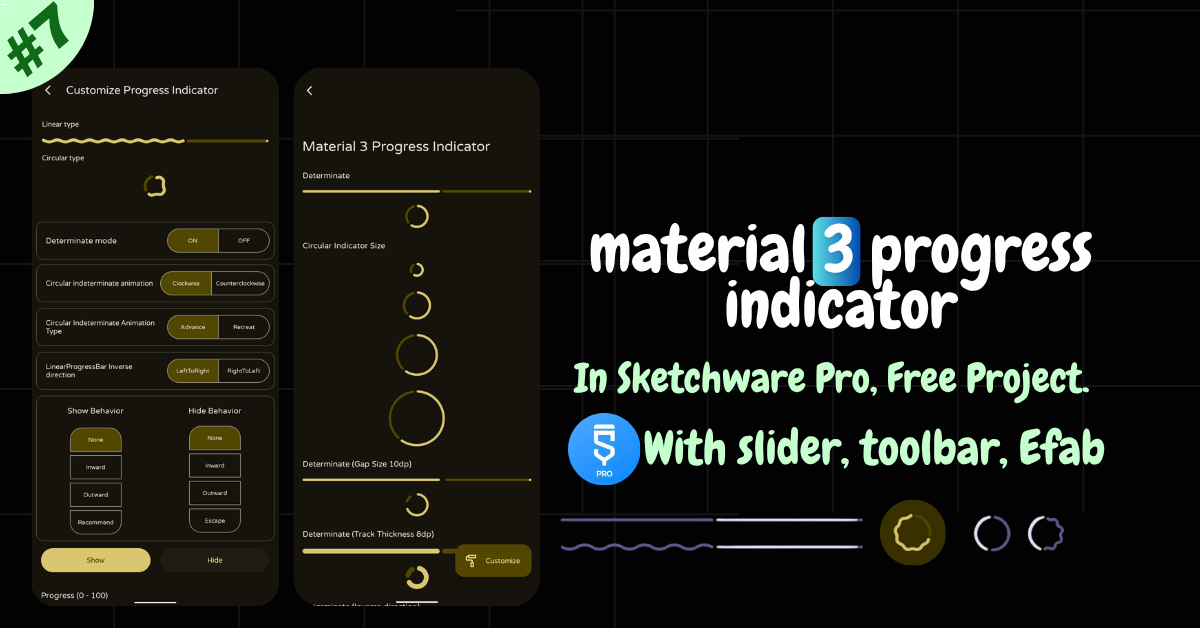 #7
Customize Progress Indicator
Linear type
Circular type
Determinate mode
ON
OFF
Circular indeterminate animation
Clockwise
Counterclockwise
Circular Indeterminate Animation
Type
Advance
Retreat
LinearProgressBar Inverse
direction
LeftToRight
RightToLeft
Show Behavior
Hide Behavior
None
None
Inward
Inward
Outward
Outward
Recommend
Escape
Show
Hide
Progress (0 - 100)
Material 3 Progress Indicator
Determinate
Circular Indicator Size
Determinate (Gap Size 10dp)
Determinate (Track Thickness 8dp)
Customize
material 3 progress
indicator
In Sketchware Pro, Free Project.
PRO
With slider, toolbar, Efab